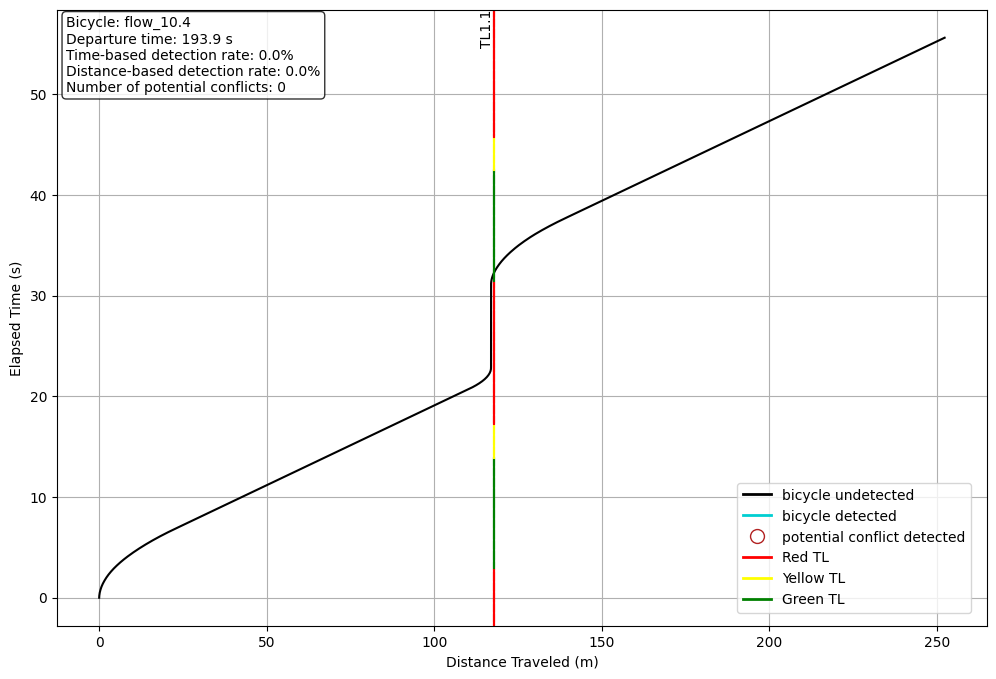 Bicycle: flow_10.4
Departure time: 193.9 s
Time-based detection rate: 0.0%
Distance-based detection rate: 0.0%
Number of potential conflicts: 0
TL1.1
50
40
30
20
10
0
Elapsed Time (s)
0
50
100
150
200
250
Distance Traveled (m)
bicycle undetected
bicycle detected
potential conflict detected
Red TL
Yellow TL
Green TL